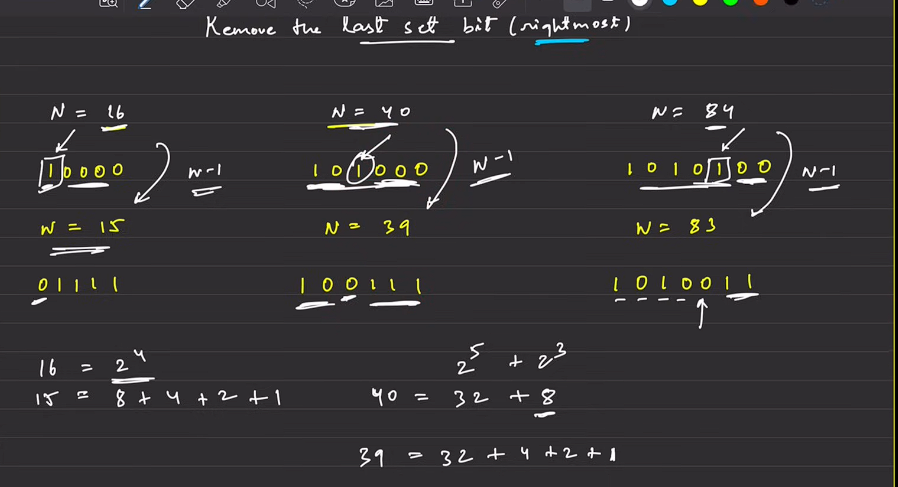 Remove the last set bit (rightmost)
N = 16 N = 40 N = 84
10000 N-1 101000 N-1 1010100 N-1
N = 15 N = 39 N = 83
01111 100111 1010011
16 = 2^4 2^5 + 2^3
15 = 8 + 4 + 2 + 1 40 = 32 + 8
39 = 32 + 4 + 2 + 1